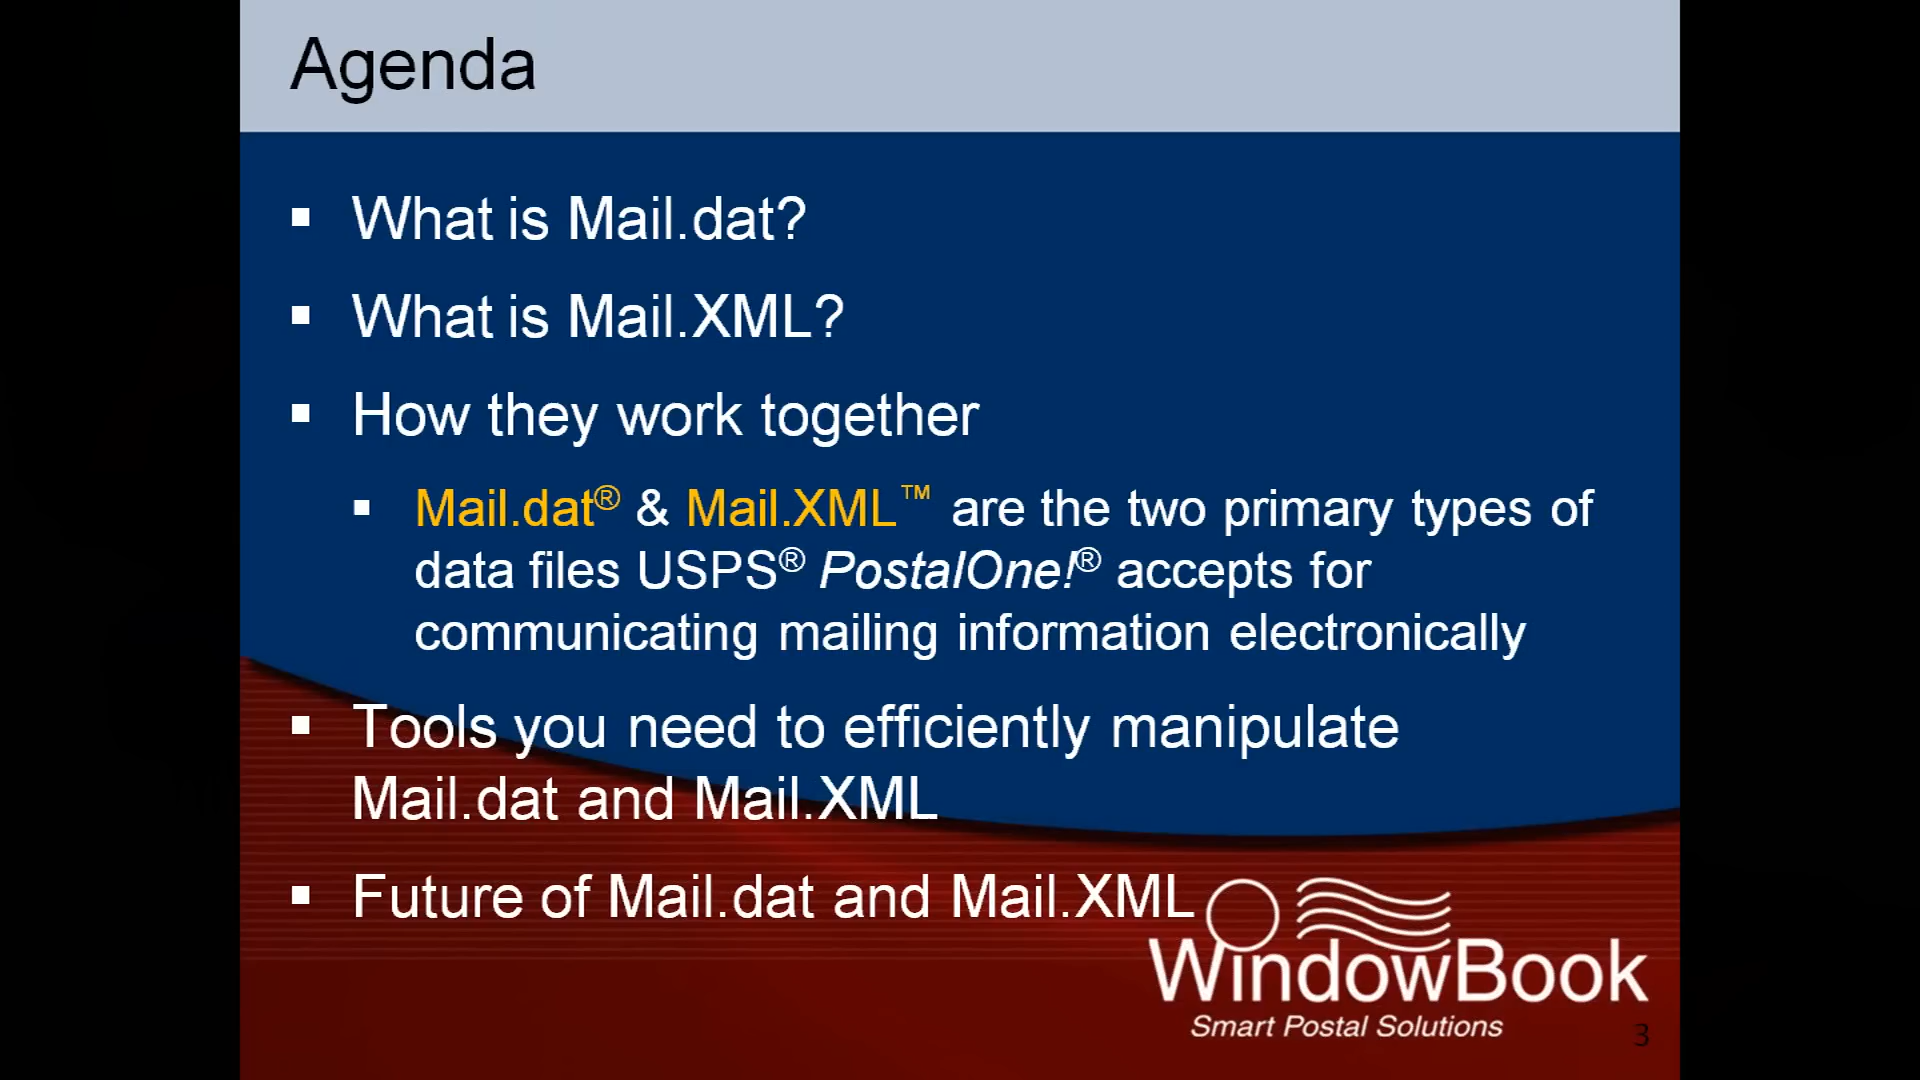 Agenda
▪ What is Mail.dat?
▪ What is Mail.XML?
▪ How they work together
▪ Mail.dat® & Mail.XML™ are the two primary types of
data files USPS® PostalOne!® accepts for
communicating mailing information electronically
▪ Tools you need to efficiently manipulate
Mail.dat and Mail.XML
▪ Future of Mail.dat and Mail.XML
WindowBook
Smart Postal Solutions
3